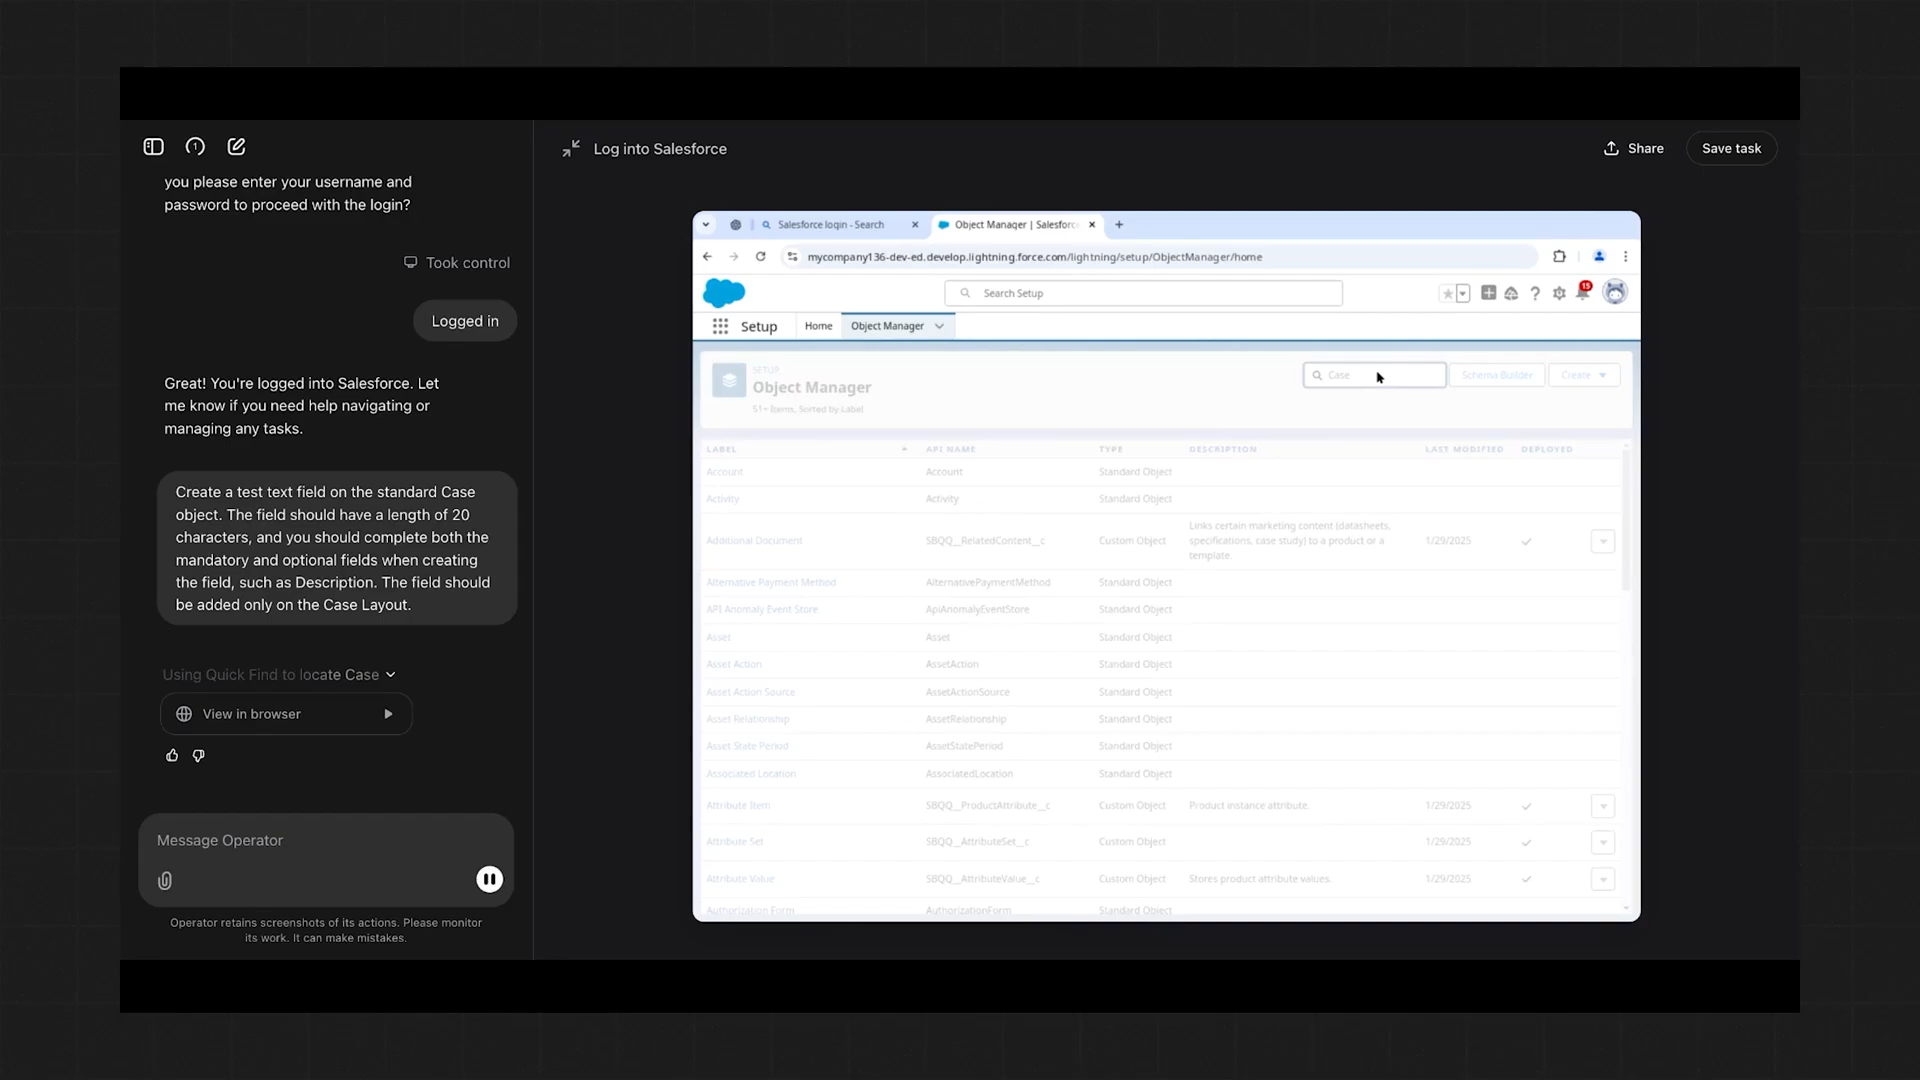 Log into Salesforce
Share
Save task
you please enter your username and
password to proceed with the login?
Took control
Logged in
Great! You're logged into Salesforce. Let
me know if you need help navigating or
managing any tasks.
Create a test text field on the standard Case
object. The field should have a length of 20
characters, and you should complete both the
mandatory and optional fields when creating
the field, such as Description. The field should
be added only on the Case Layout.
Using Quick Find to locate Case
View in browser
Message Operator
Operator retains screenshots of its actions. Please monitor
its work. It can make mistakes.
Salesforce login - Search
Object Manager | Salesforc
mycompany136-dev-ed.develop.lightning.force.com/lightning/setup/ObjectManager/home
Search Setup
15
Setup
Home
Object Manager
SETUP
Object Manager
51+ Items, Sorted by Label
Case
Schema Builder
Create
LABEL API NAME TYPE DESCRIPTION LAST MODIFIED DEPLOYED
Account Account Standard Object
Activity Activity Standard Object
Additional Document SBQQ__RelatedContent__c Custom Object Links certain marketing content (datasheets, 1/29/2025
specifications, case study) to a product or a
template.
Alternative Payment Method AlternativePaymentMethod Standard Object
API Anomaly Event Store ApiAnomalyEventStore Standard Object
Asset Asset Standard Object
Asset Action AssetAction Standard Object
Asset Action Source AssetActionSource Standard Object
Asset Relationship AssetRelationship Standard Object
Asset State Period AssetStatePeriod Standard Object
Associated Location AssociatedLocation Standard Object
Attribute Item SBQQ__ProductAttribute__c Custom Object Product instance attribute. 1/29/2025
Attribute Set SBQQ__AttributeSet__c Custom Object 1/29/2025
Attribute Value SBQQ__AttributeValue__c Custom Object Stores product attribute values. 1/29/2025
Authorization Form AuthorizationForm Standard Object